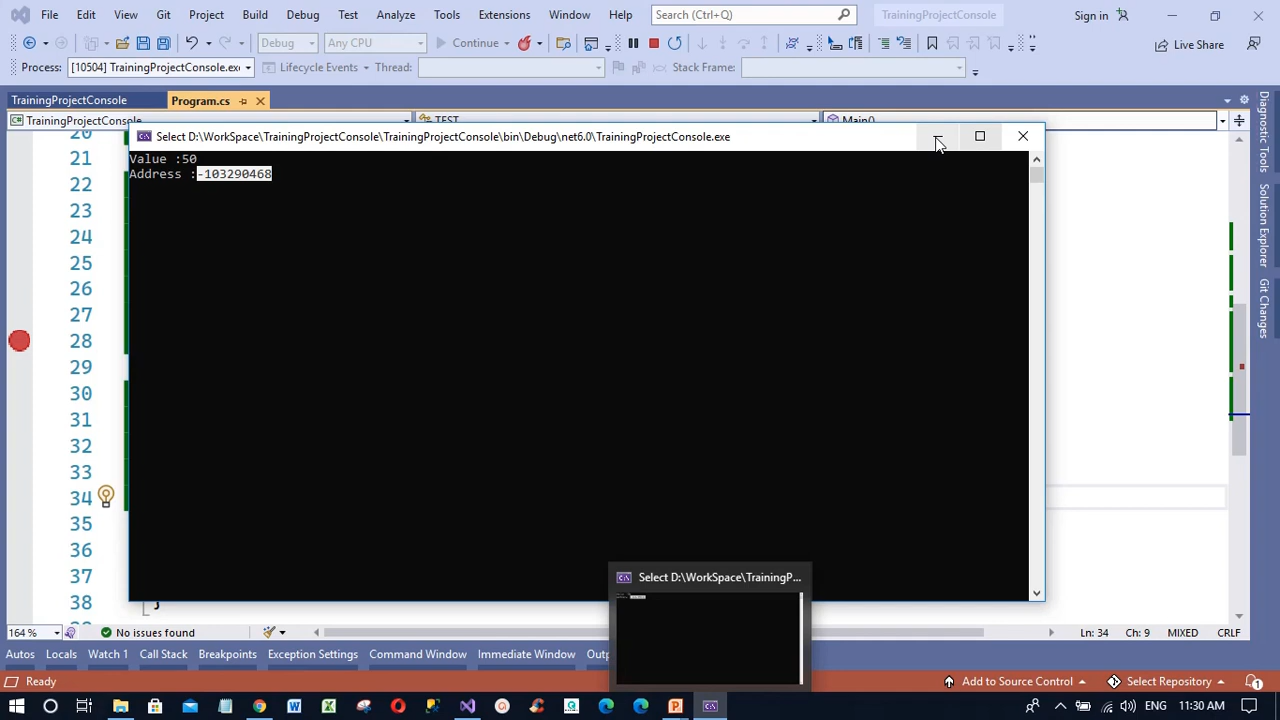 File Edit View Git Project Build Debug Test Analyze Tools Extensions Window Help Search (Ctrl+Q) TrainingProjectConsole Sign in
Debug Any CPU Continue Live Share
Process: [10504] TrainingProjectConsole.exe Lifecycle Events Thread: Stack Frame:
TrainingProjectConsole Program.cs
TrainingProjectConsole TEST Main()
Select D:\WorkSpace\TrainingProjectConsole\TrainingProjectConsole\bin\Debug\net6.0\TrainingProjectConsole.exe
Value :50
Address :-103290468
20
21
22
23
24
25
26
27
28
29
30
31
32
33
34
35
36
37
38
}
Diagnostic Tools
Solution Explorer
Git Changes
Select D:\WorkSpace\TrainingP...
164 % No issues found Ln: 34 Ch: 9 MIXED CRLF
Autos Locals Watch 1 Call Stack Breakpoints Exception Settings Command Window Immediate Window Outp
Ready Add to Source Control Select Repository 1
ENG 11:30 AM